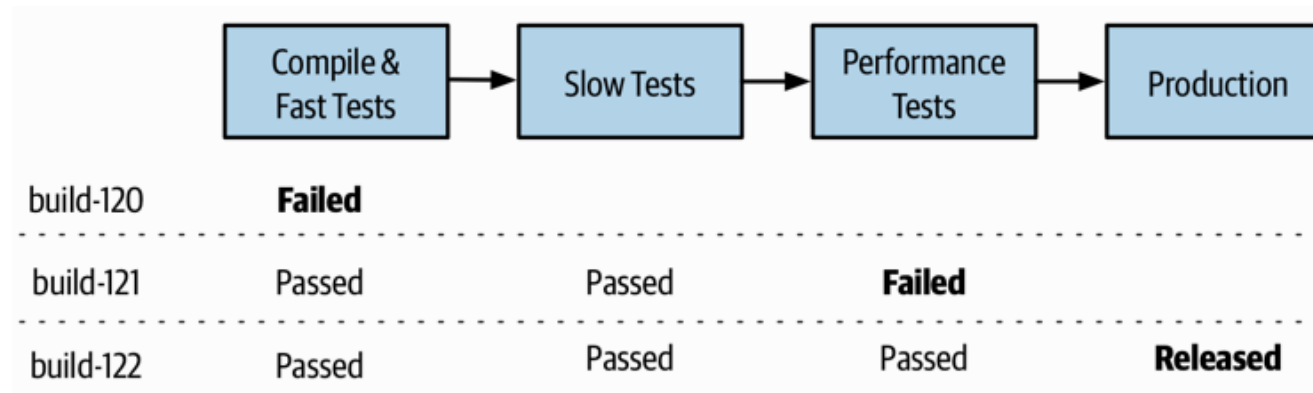 Compile &
Fast Tests
Slow Tests
Performance
Tests
Production
build-120 Failed
build-121 Passed Passed Failed
build-122 Passed Passed Passed Released